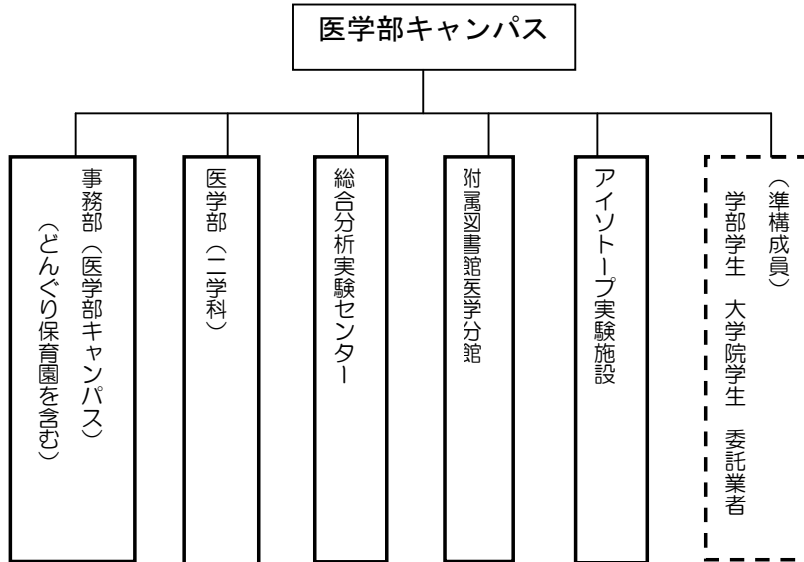 医学部キャンパス
事務部（医学部キャンパス）
（どんぐり保育園を含む）
医学部（二学科）
総合分析実験センター
附属図書館医学分館
アイソトープ実験施設
（準構成員）
学部学生　大学院学生　委託業者